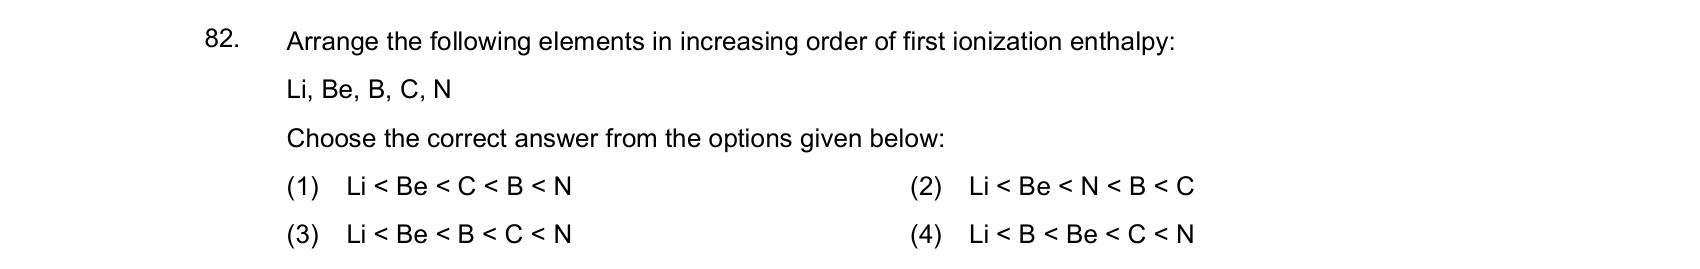 82. Arrange the following elements in increasing order of first ionization enthalpy:
Li, Be, B, C, N
Choose the correct answer from the options given below:
(1) Li < Be < C < B < N (2) Li < Be < N < B < C
(3) Li < Be < B < C < N (4) Li < B < Be < C < N